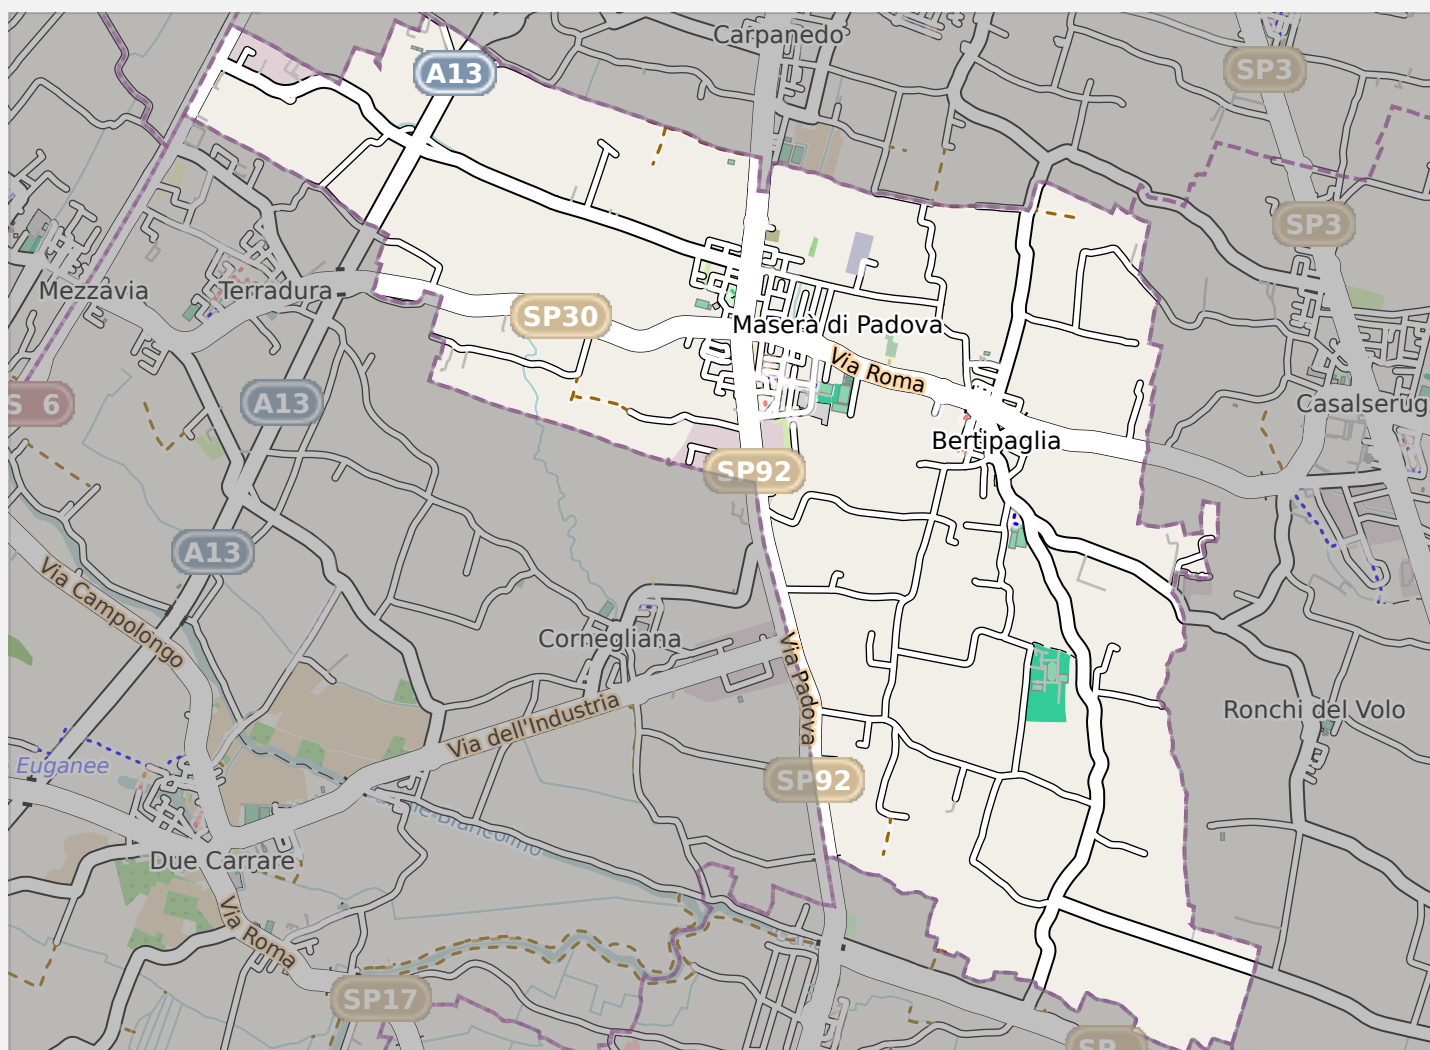 Carpanedo
A13
SP3
SP3
Mezzavia
Terradura
SP30
Maserà di Padova
Via Roma
S 6
A13
Casalserug
Bertipaglia
SP92
A13
Via Campolongo
Cornegliana
Via Padova
Via dell'Industria
Ronchi del Volo
Euganee
SP92
Due Carrare
Via Roma
SP17
SP